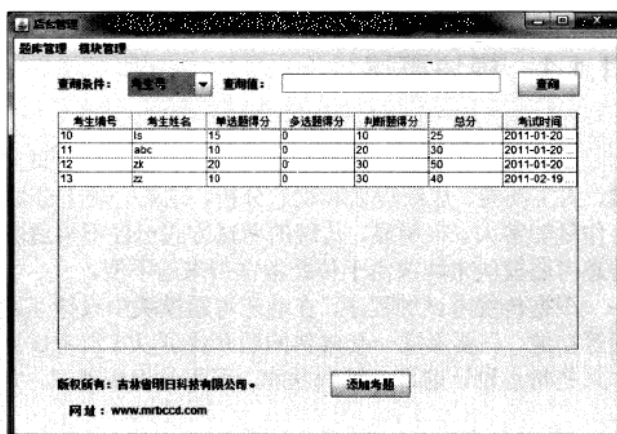 后台管理
题库管理 模块管理
查询条件： 考生号 查询值： 查询
考生编号 考生姓名 单选题得分 多选题得分 判断题得分 总分 考试时间
10 ls 15 0 10 25 2011-01-20 ...
11 abc 10 0 20 30 2011-01-20 ...
12 zk 20 0 30 50 2011-01-20 ...
13 zz 10 0 30 40 2011-02-19 ...
版权所有：吉林省明日科技有限公司。 添加考题
网址：www.mrbccd.com